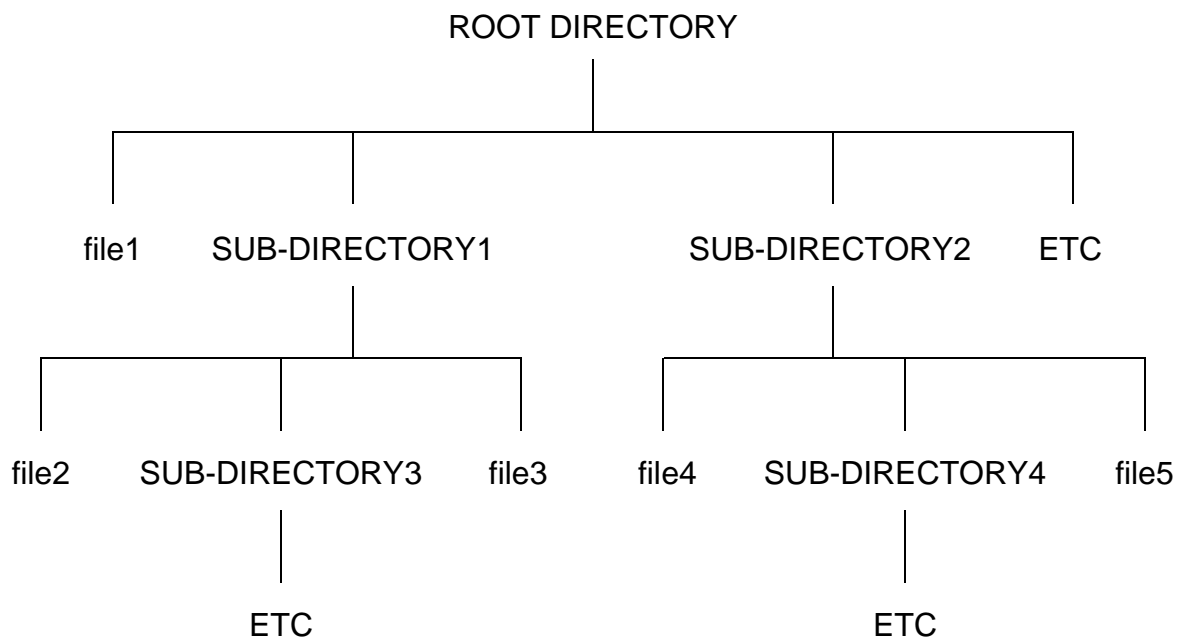 ROOT DIRECTORY
file1 SUB-DIRECTORY1 SUB-DIRECTORY2 ETC
file2 SUB-DIRECTORY3 file3 file4 SUB-DIRECTORY4 file5
ETC ETC